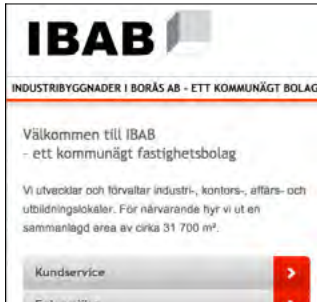 IBAB
INDUSTRIBYGGNADER I BORÅS AB - ETT KOMMUNÄGT BOLAG
Välkommen till IBAB
- ett kommunägt fastighetsbolag
Vi utvecklar och förvaltar industri-, kontors-, affärs- och
utbildningslokaler. För närvarande hyr vi ut en
sammanlagd area av cirka 31 700 m².
Kundservice